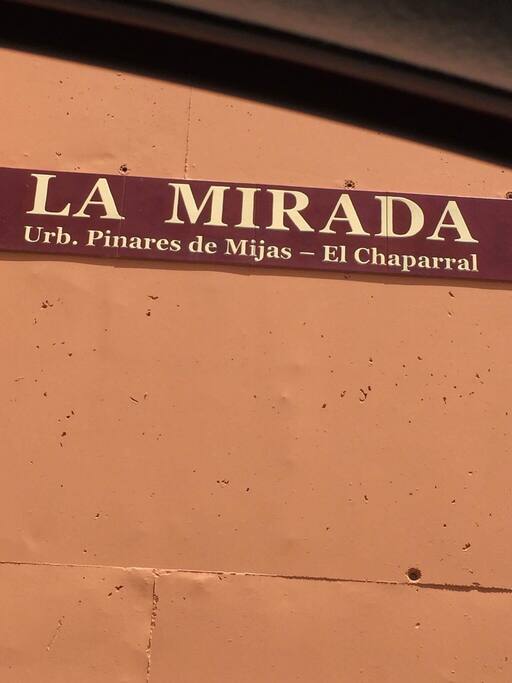 LA MIRADA
Urb. Pinares de Mijas – El Chaparral